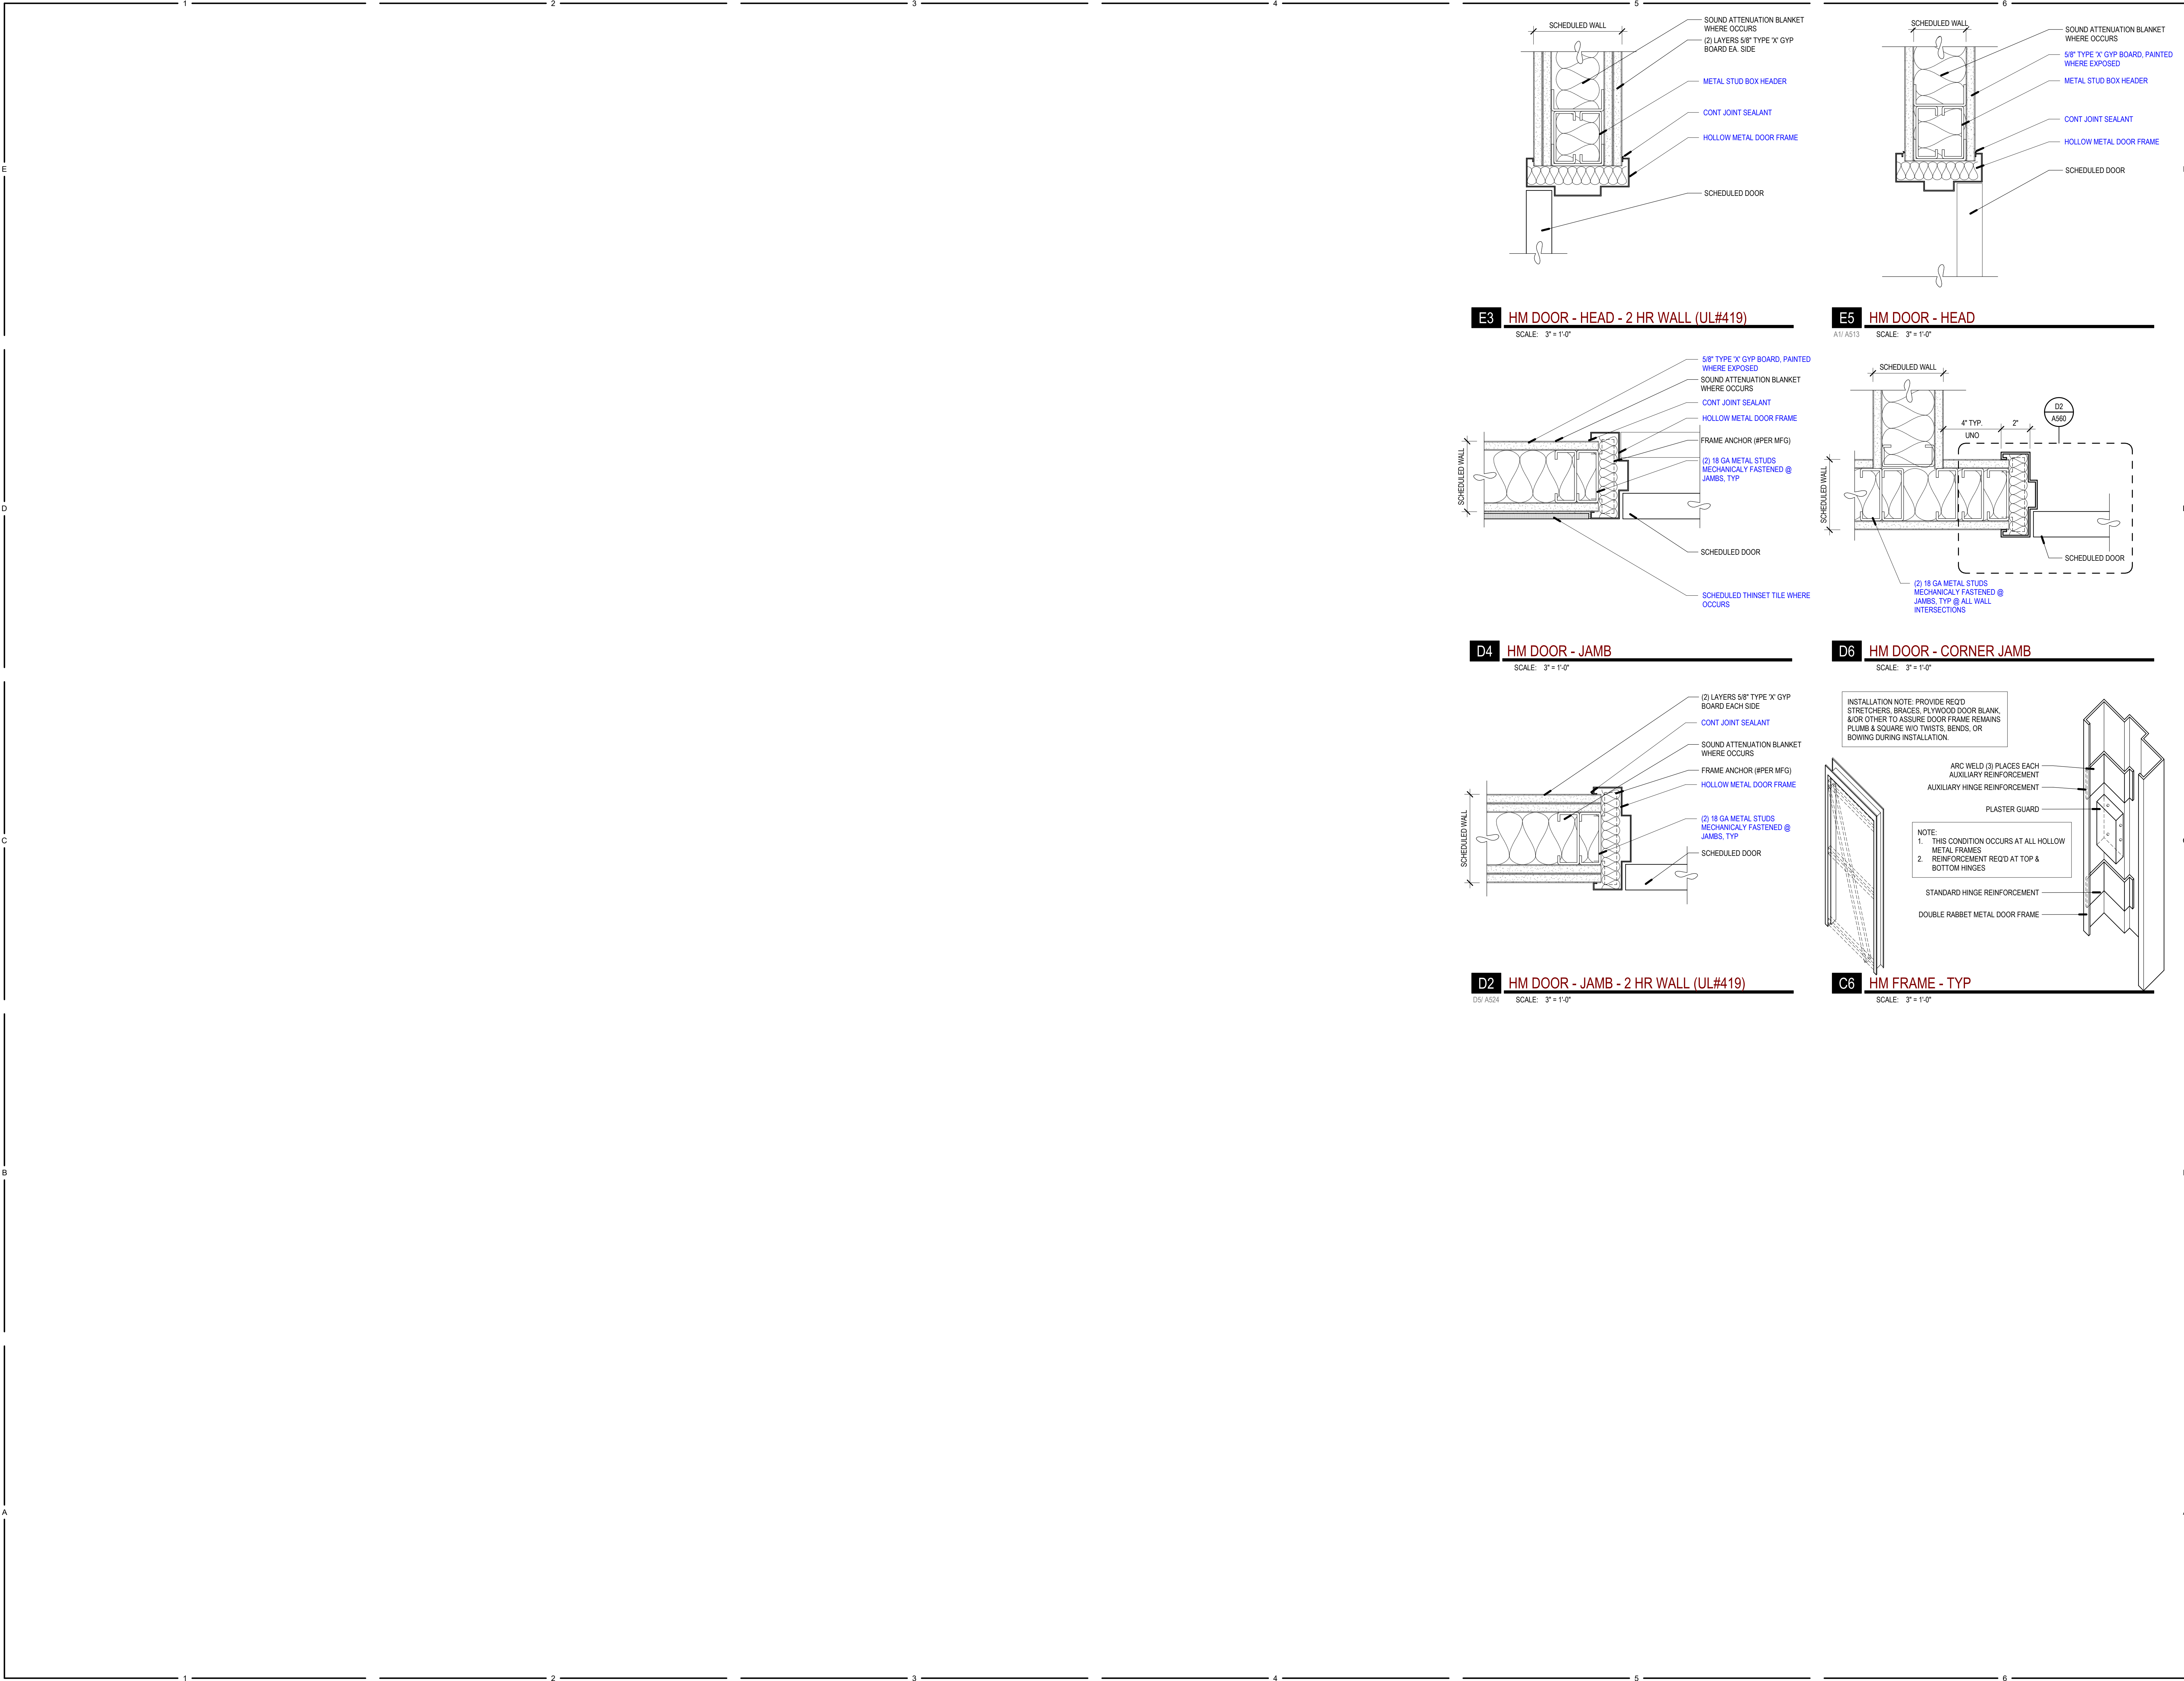 1
2
3
4
5
6
SCHEDULED WALL
SOUND ATTENUATION BLANKET
WHERE OCCURS
(2) LAYERS 5/8" TYPE 'X' GYP
BOARD EA. SIDE
METAL STUD BOX HEADER
CONT JOINT SEALANT
HOLLOW METAL DOOR FRAME
SCHEDULED DOOR
E3 HM DOOR - HEAD - 2 HR WALL (UL#419)
SCALE: 3" = 1'-0"
SCHEDULED WALL
SOUND ATTENUATION BLANKET
WHERE OCCURS
5/8" TYPE 'X' GYP BOARD, PAINTED
WHERE EXPOSED
METAL STUD BOX HEADER
CONT JOINT SEALANT
HOLLOW METAL DOOR FRAME
SCHEDULED DOOR
E5 HM DOOR - HEAD
A1/ A513 SCALE: 3" = 1'-0"
E
5/8" TYPE 'X' GYP BOARD, PAINTED
WHERE EXPOSED
SOUND ATTENUATION BLANKET
WHERE OCCURS
CONT JOINT SEALANT
HOLLOW METAL DOOR FRAME
FRAME ANCHOR (#PER MFG)
(2) 18 GA METAL STUDS
MECHANICALY FASTENED @
JAMBS, TYP
SCHEDULED WALL
SCHEDULED DOOR
SCHEDULED THINSET TILE WHERE
OCCURS
D4 HM DOOR - JAMB
SCALE: 3" = 1'-0"
SCHEDULED WALL
D2
A560
4" TYP.
UNO
2"
SCHEDULED WALL
SCHEDULED DOOR
(2) 18 GA METAL STUDS
MECHANICALY FASTENED @
JAMBS, TYP @ ALL WALL
INTERSECTIONS
D6 HM DOOR - CORNER JAMB
SCALE: 3" = 1'-0"
D
(2) LAYERS 5/8" TYPE 'X' GYP
BOARD EACH SIDE
CONT JOINT SEALANT
SOUND ATTENUATION BLANKET
WHERE OCCURS
FRAME ANCHOR (#PER MFG)
HOLLOW METAL DOOR FRAME
(2) 18 GA METAL STUDS
MECHANICALY FASTENED @
JAMBS, TYP
SCHEDULED DOOR
SCHEDULED WALL
D2 HM DOOR - JAMB - 2 HR WALL (UL#419)
D5/ A524 SCALE: 3" = 1'-0"
INSTALLATION NOTE: PROVIDE REQ'D
STRETCHERS, BRACES, PLYWOOD DOOR BLANK,
&/OR OTHER TO ASSURE DOOR FRAME REMAINS
PLUMB & SQUARE W/O TWISTS, BENDS, OR
BOWING DURING INSTALLATION.
ARC WELD (3) PLACES EACH
AUXILIARY REINFORCEMENT
AUXILIARY HINGE REINFORCEMENT
PLASTER GUARD
NOTE:
1. THIS CONDITION OCCURS AT ALL HOLLOW
METAL FRAMES
2. REINFORCEMENT REQ'D AT TOP &
BOTTOM HINGES
STANDARD HINGE REINFORCEMENT
DOUBLE RABBET METAL DOOR FRAME
C6 HM FRAME - TYP
SCALE: 3" = 1'-0"
C
B
A
1
2
3
4
5
6